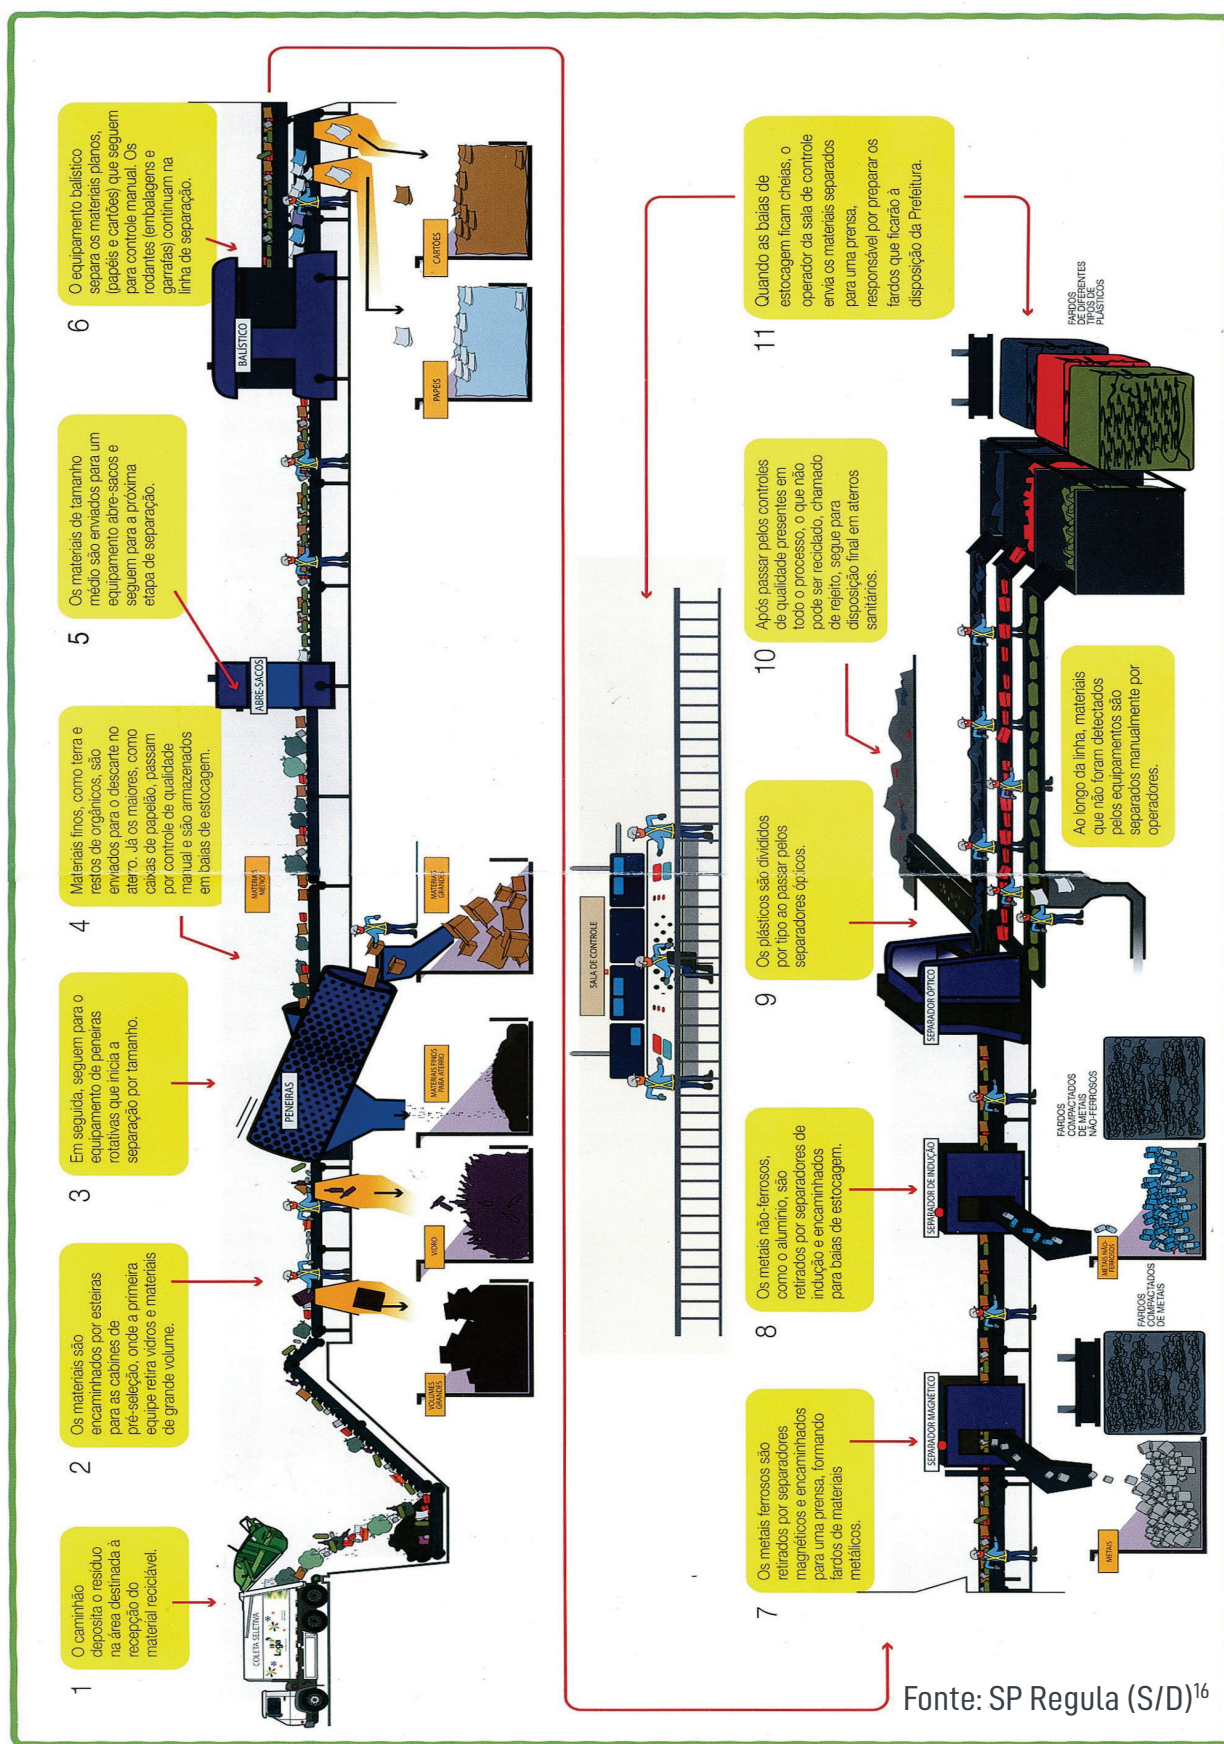 1
O caminhão
deposita o resíduo
na área destinada à
recepção do
material reciclável.
COLETA SELETIVA
Loga
2
Os materiais são
encaminhados por esteiras
para as cabines de
pré-seleção, onde a primeira
equipe retira vidros e materiais
de grande volume.
VOLUMES GRANDES
VIDRO
3
Em seguida, seguem para o
equipamento de peneiras
rotativas que inicia a
separação por tamanho.
PENEIRAS
MATERIAIS FINOS
PARA ATERRO
4
Materiais finos, como terra e
restos de orgânicos, são
enviados para o descarte no
aterro. Já os maiores, como
caixas de papelão, passam
por controle de qualidade
manual e são armazenados
em baias de estocagem.
MATERIAIS
MÉDIOS
MATERIAIS
GRANDES
5
Os materiais de tamanho
médio são enviados para um
equipamento abre-sacos e
seguem para a próxima
etapa de separação.
ABRE-SACOS
6
O equipamento balístico
separa os materiais planos,
(papéis e cartões) que seguem
para controle manual. Os
rodantes (embalagens e
garrafas) continuam na
linha de separação.
BALÍSTICO
PAPÉIS
CARTÕES
SALA DE CONTROLE
7
Os metais ferrosos são
retirados por separadores
magnéticos e encaminhados
para uma prensa, formando
fardos de materiais
metálicos.
SEPARADOR MAGNÉTICO
METAIS
FARDOS
COMPACTADOS
DE METAIS
8
Os metais não-ferrosos,
como o alumínio, são
retirados por separadores de
indução e encaminhados
para baias de estocagem.
SEPARADOR DE INDUÇÃO
METAIS NÃO-
FERROSOS
FARDOS
COMPACTADOS
DE METAIS
NÃO-FERROSOS
9
Os plásticos são divididos
por tipo ao passar pelos
separadores ópticos.
SEPARADOR ÓPTICO
10
Após passar pelos controles
de qualidade presentes em
todo o processo, o que não
pode ser reciclado, chamado
de rejeito, segue para
disposição final em aterros
sanitários.
Ao longo da linha, materiais
que não foram detectados
pelos equipamentos são
separados manualmente por
operadores.
11
Quando as baias de
estocagem ficam cheias, o
operador da sala de controle
envia os materiais separados
para uma prensa,
responsável por preparar os
fardos que ficarão à
disposição da Prefeitura.
FARDOS
DE DIFERENTES
TIPOS DE
PLÁSTICOS
Fonte: SP Regula (S/D)16